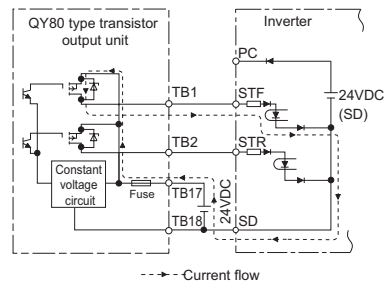 QY80 type transistor
output unit
Inverter
PC
TB1
STF
24VDC
(SD)
TB2
STR
Constant
voltage
circuit
Fuse
TB17
24VDC
TB18
SD
Current flow